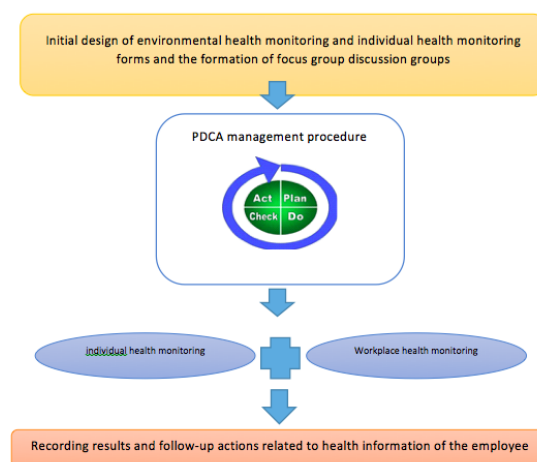 Initial design of environmental health monitoring and individual health monitoring
forms and the formation of focus group discussion groups
PDCA management procedure
Act Plan
Check Do
individual health monitoring
Workplace health monitoring
Recording results and follow-up actions related to health information of the employee